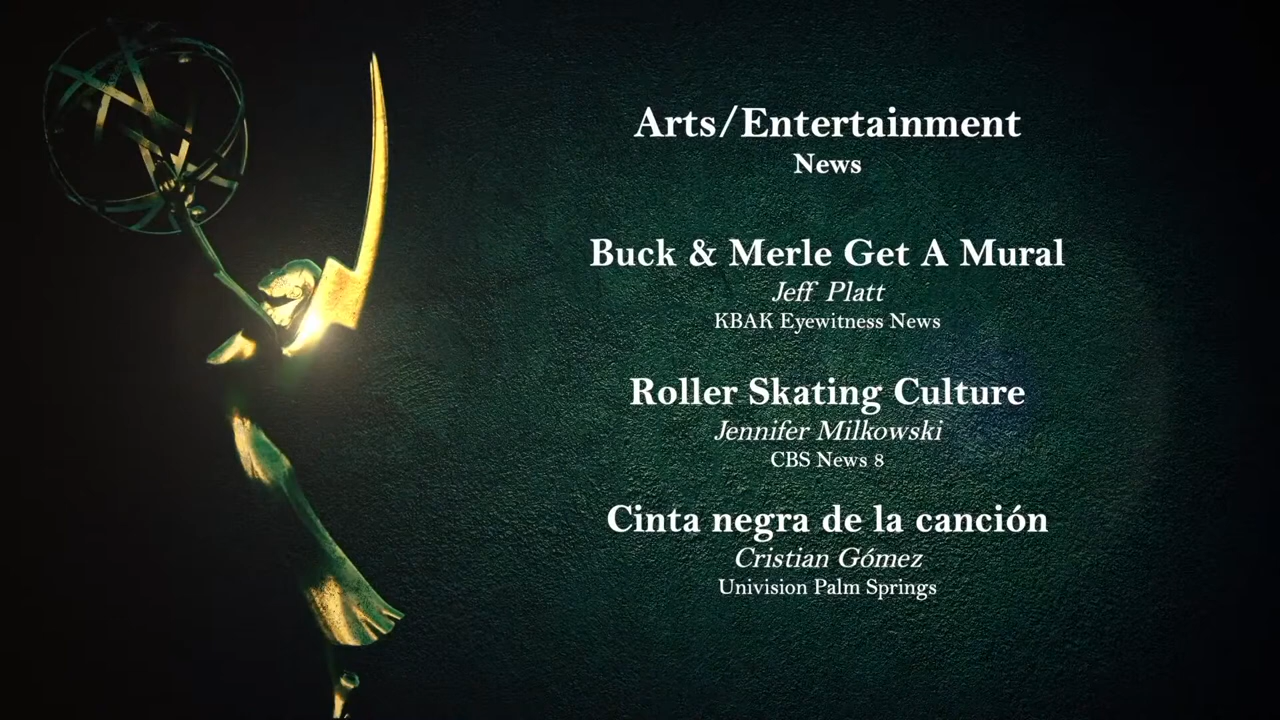 Arts/Entertainment
News
Buck & Merle Get A Mural
Jeff Platt
KBAK Eyewitness News
Roller Skating Culture
Jennifer Milkowski
CBS News 8
Cinta negra de la canción
Cristian Gómez
Univision Palm Springs